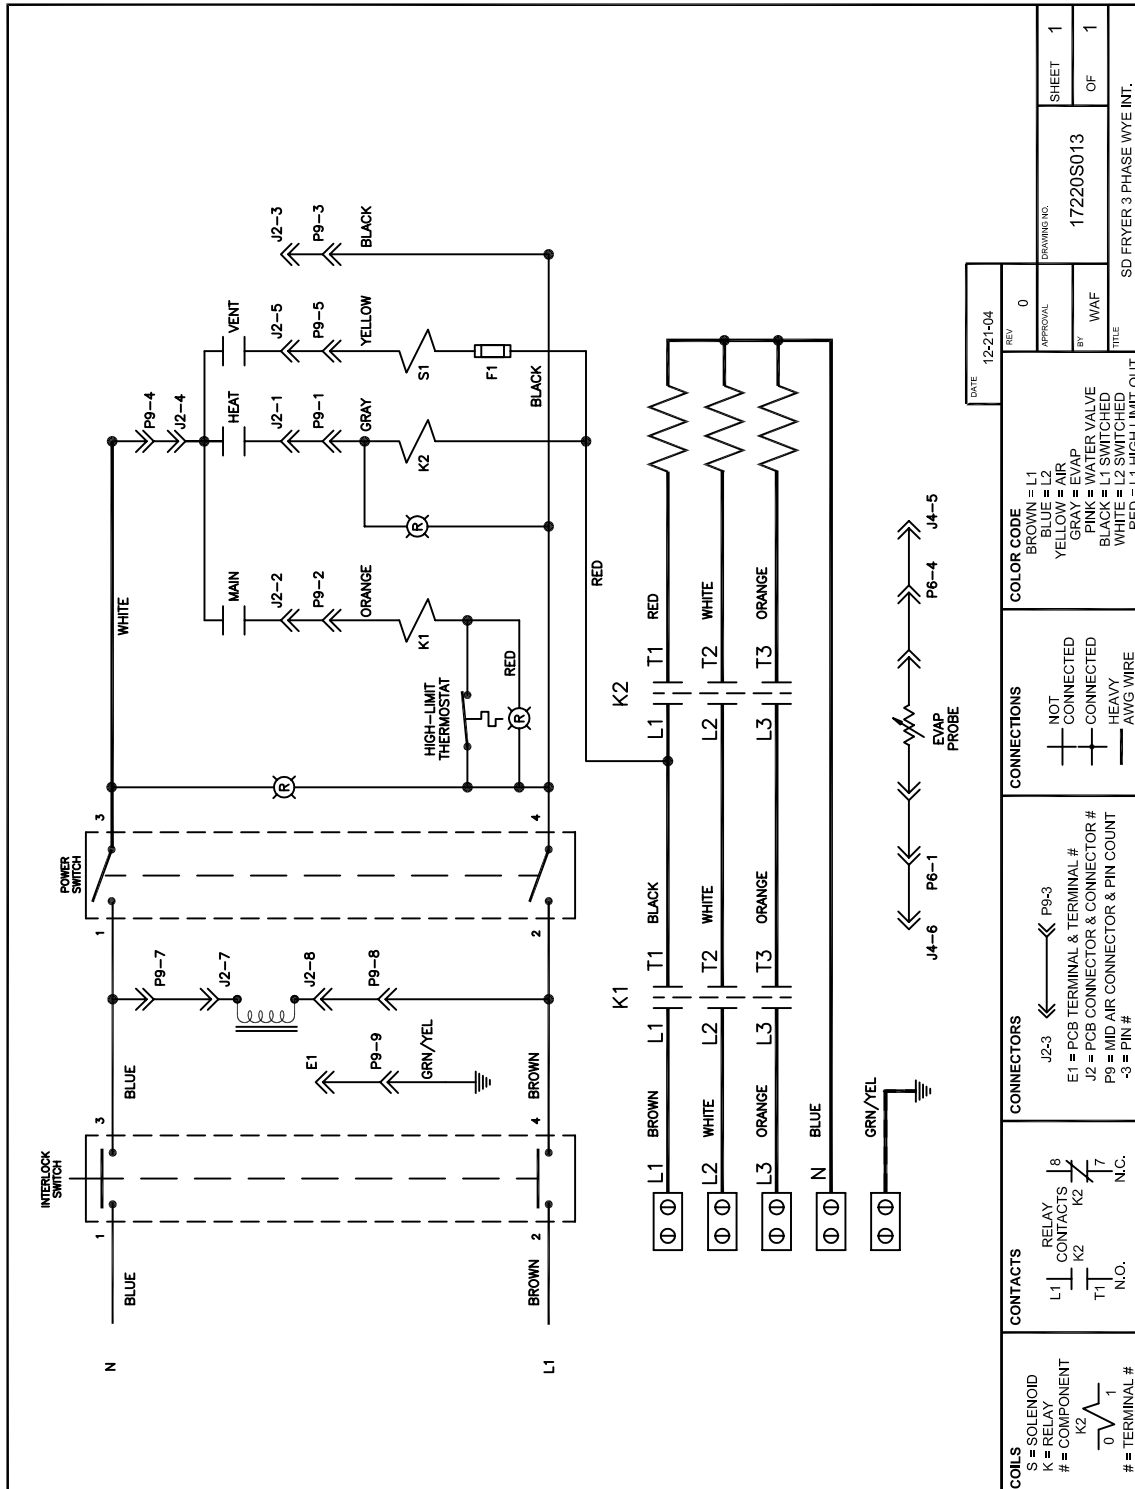 N
BLUE
1
INTERLOCK
SWITCH
3
BLUE
L1
BROWN
2
4
BROWN
E1
P9-9
GRN/YEL
P9-7
J2-7
J2-8
P9-8
1
POWER
SWITCH
3
2
4
R
WHITE
HIGH-LIMIT
THERMOSTAT
R
RED
MAIN
J2-2
P9-2
ORANGE
K1
R
P9-4
J2-4
HEAT
J2-1
P9-1
GRAY
K2
VENT
J2-5
P9-5
YELLOW
S1
F1
BLACK
J2-3
P9-3
BLACK
RED
K1
K2
L1
BROWN
L1
T1
BLACK
L1
T1
RED
L2
WHITE
L2
T2
WHITE
L2
T2
WHITE
L3
ORANGE
L3
T3
ORANGE
L3
T3
ORANGE
N
BLUE
GRN/YEL
J4-6
P6-1
EVAP
PROBE
P6-4
J4-5
COILS
S = SOLENOID
K = RELAY
# = COMPONENT
K2
0
1
# = TERMINAL #
CONTACTS
RELAY
CONTACTS
L1
K2
T1
N.O.
8
K2
7
N.C.
CONNECTORS
J2-3
P9-3
E1 = PCB TERMINAL & TERMINAL #
J2 = PCB CONNECTOR & CONNECTOR #
P9 = MID AIR CONNECTOR & PIN COUNT
-3 = PIN #
CONNECTIONS
NOT
CONNECTED
CONNECTED
HEAVY
AWG WIRE
COLOR CODE
BROWN = L1
BLUE = L2
YELLOW = AIR
GRAY = EVAP
PINK = WATER VALVE
BLACK = L1 SWITCHED
WHITE = L2 SWITCHED
RED = L1 HIGH LIMIT OUT
DATE
12-21-04
REV
0
APPROVAL
BY
WAF
DRAWING NO.
17220S013
SHEET 1
OF 1
TITLE
SD FRYER 3 PHASE WYE INT.